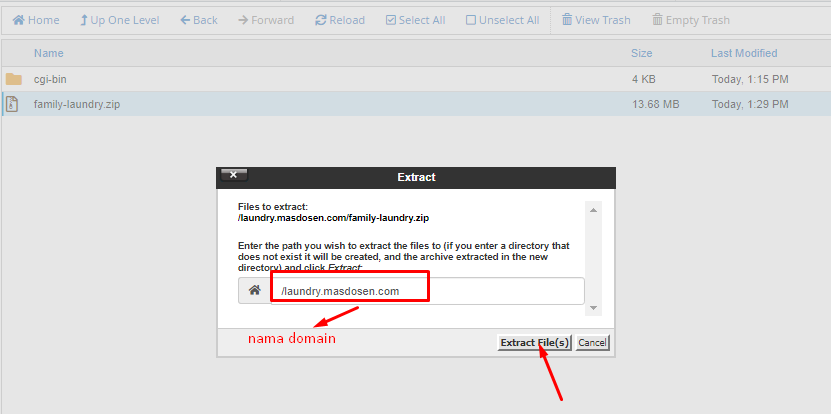 Home Up One Level Back Forward Reload Select All Unselect All View Trash Empty Trash
Name Size Last Modified
cgi-bin 4 KB Today, 1:15 PM
family-laundry.zip 13.68 MB Today, 1:29 PM
Extract
Files to extract:
/laundry.masdosen.com/family-laundry.zip
Enter the path you wish to extract the files to (if you enter a directory that
does not exist it will be created, and the archive extracted in the new
directory) and click Extract:
/laundry.masdosen.com
nama domain
Extract File(s) Cancel